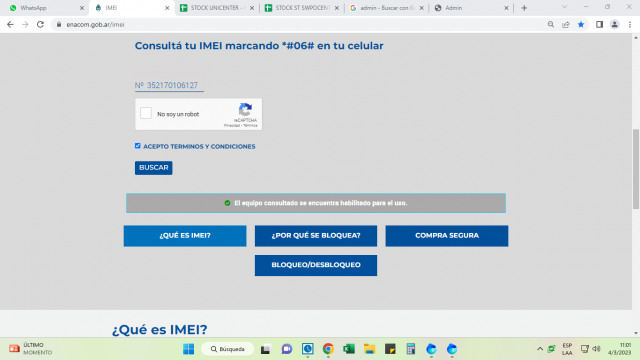 WhatsApp
IMEI
STOCK UNICENTER -
STOCK ST SWPDCENT
admin - Buscar con G
Admin
enacom.gob.ar/imei
Consultá tu IMEI marcando *#06# en tu celular
Nº 352170106127
No soy un robot
reCAPTCHA
Privacidad - Términos
ACEPTO TERMINOS Y CONDICIONES
BUSCAR
El equipo consultado se encuentra habilitado para el uso.
¿QUÉ ES IMEI?
¿POR QUÉ SE BLOQUEA?
COMPRA SEGURA
BLOQUEO/DESBLOQUEO
¿Qué es IMEI?
ÚLTIMO
MOMENTO
Búsqueda
ESP
LAA
11:01
4/3/2023